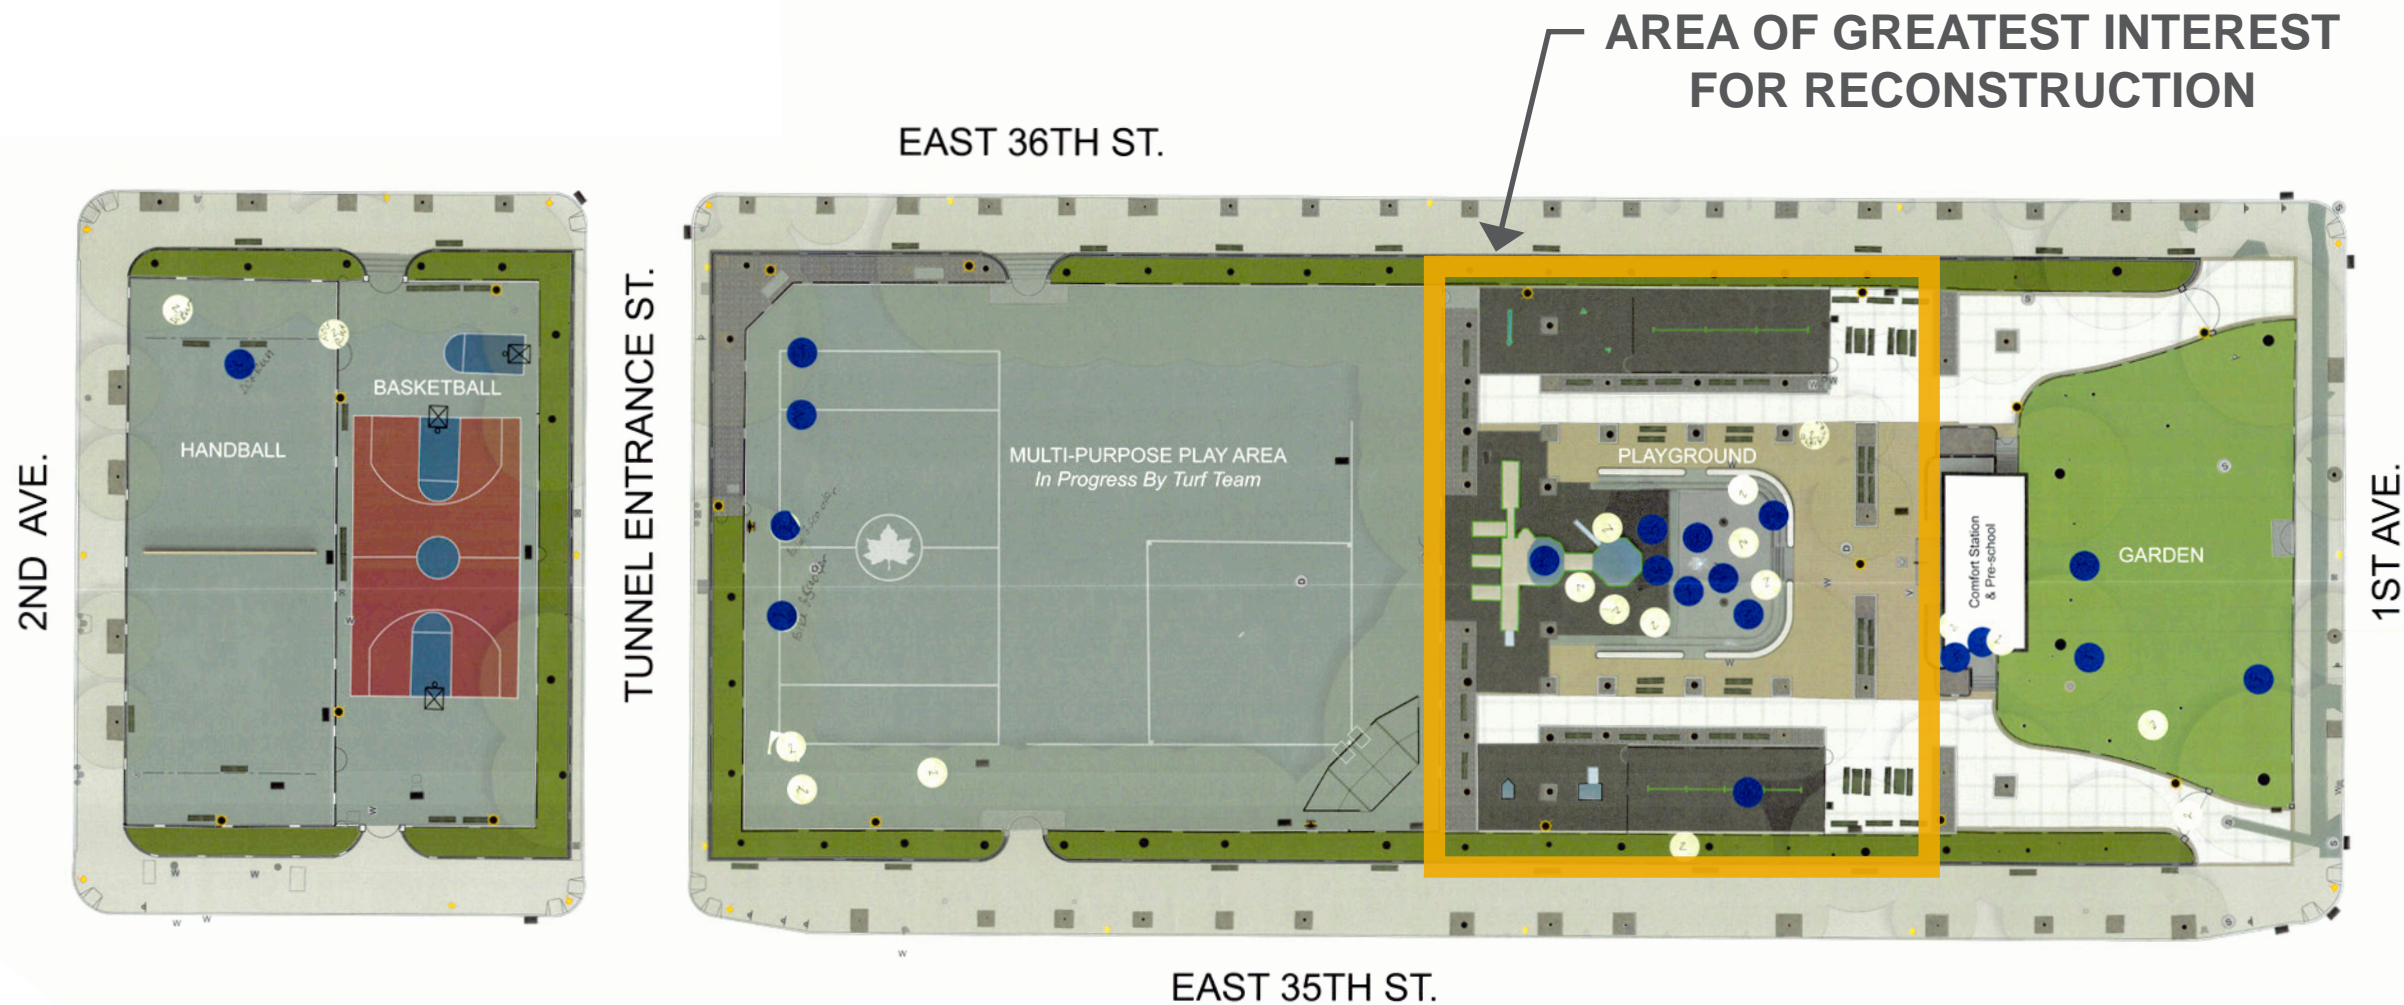 AREA OF GREATEST INTEREST
FOR RECONSTRUCTION
EAST 36TH ST.
2ND AVE.
HANDBALL
BASKETBALL
TUNNEL ENTRANCE ST.
MULTI-PURPOSE PLAY AREA
In Progress By Turf Team
PLAYGROUND
Comfort Station
& Pre-school
GARDEN
1ST AVE.
EAST 35TH ST.